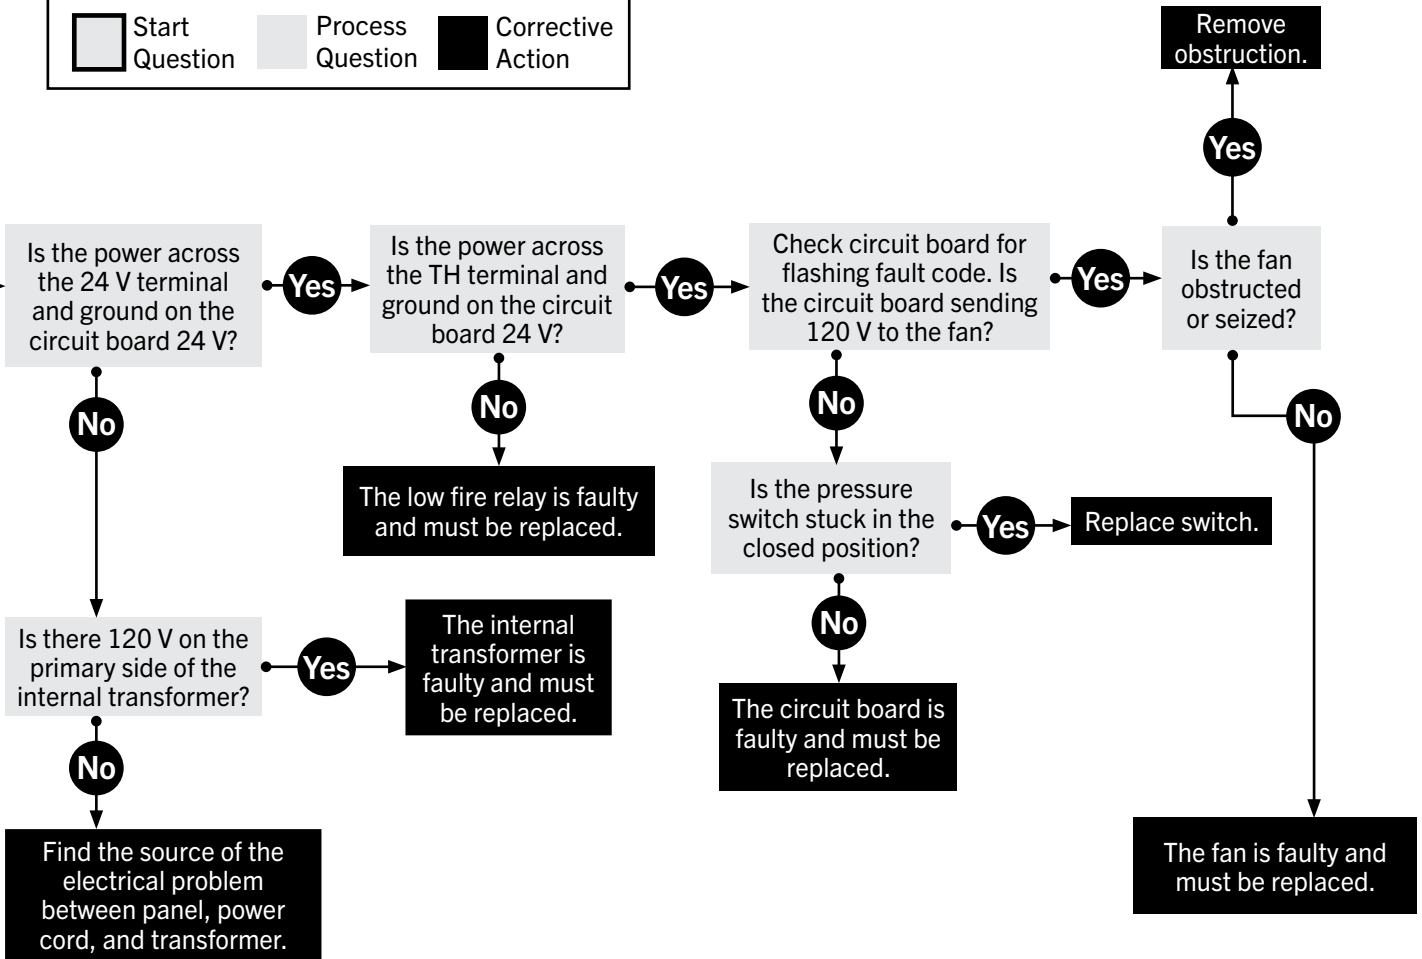 Start
Question
Process
Question
Corrective
Action
Remove
obstruction.
Yes
Is the power across
the 24 V terminal
and ground on the
circuit board 24 V?
Yes
Is the power across
the TH terminal and
ground on the circuit
board 24 V?
Yes
Check circuit board for
flashing fault code. Is
the circuit board sending
120 V to the fan?
Yes
Is the fan
obstructed
or seized?
No
No
No
No
The low fire relay is faulty
and must be replaced.
Is the pressure
switch stuck in the
closed position?
Yes
Replace switch.
No
Is there 120 V on the
primary side of the
internal transformer?
Yes
The internal
transformer is
faulty and must
be replaced.
The circuit board is
faulty and must be
replaced.
No
Find the source of the
electrical problem
between panel, power
cord, and transformer.
The fan is faulty and
must be replaced.